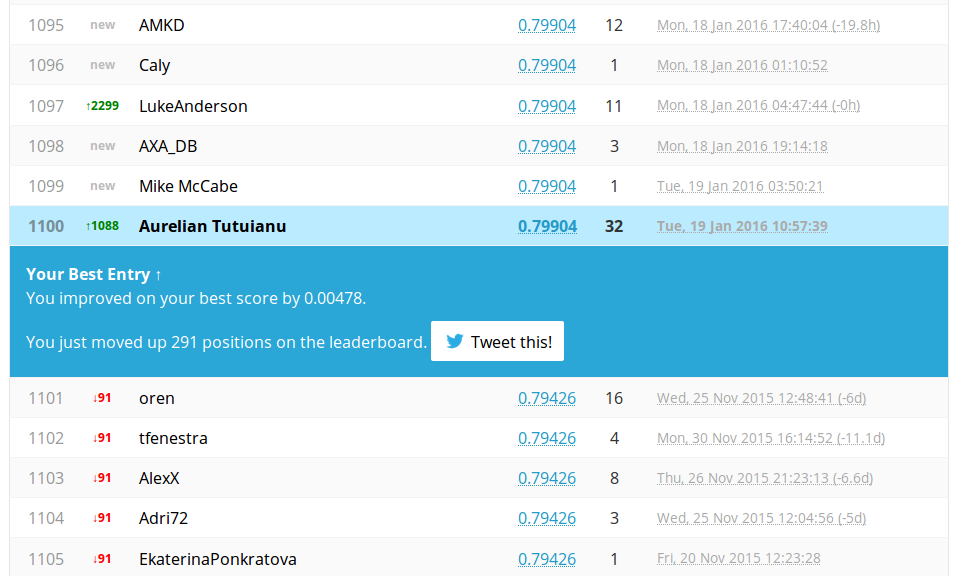 1095 new AMKD 0.79904 12 Mon, 18 Jan 2016 17:40:04 (-19.8h)
1096 new Caly 0.79904 1 Mon, 18 Jan 2016 01:10:52
1097 ↑2299 LukeAnderson 0.79904 11 Mon, 18 Jan 2016 04:47:44 (-0h)
1098 new AXA_DB 0.79904 3 Mon, 18 Jan 2016 19:14:18
1099 new Mike McCabe 0.79904 1 Tue, 19 Jan 2016 03:50:21
1100 ↑1088 Aurelian Tutuianu 0.79904 32 Tue, 19 Jan 2016 10:57:39
Your Best Entry ↑
You improved on your best score by 0.00478.
You just moved up 291 positions on the leaderboard. Tweet this!
1101 ↓91 oren 0.79426 16 Wed, 25 Nov 2015 12:48:41 (-6d)
1102 ↓91 tfenestra 0.79426 4 Mon, 30 Nov 2015 16:14:52 (-11.1d)
1103 ↓91 AlexX 0.79426 8 Thu, 26 Nov 2015 21:23:13 (-6.6d)
1104 ↓91 Adri72 0.79426 3 Wed, 25 Nov 2015 12:04:56 (-5d)
1105 ↓91 EkaterinaPonkratova 0.79426 1 Fri, 20 Nov 2015 12:23:28